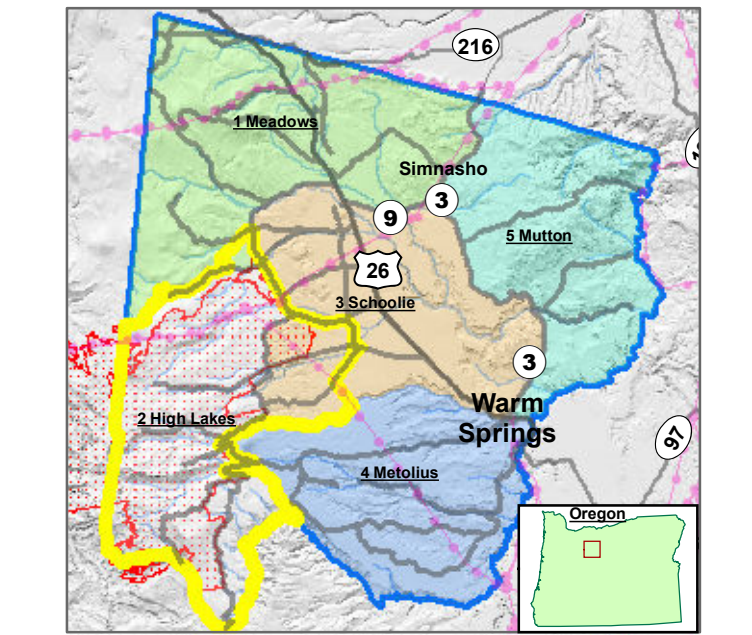 216
1 Meadows
Simnasho
3
9
5 Mutton
26
3 Schoolie
3
Warm
Springs
2 High Lakes
97
4 Metolius
Oregon